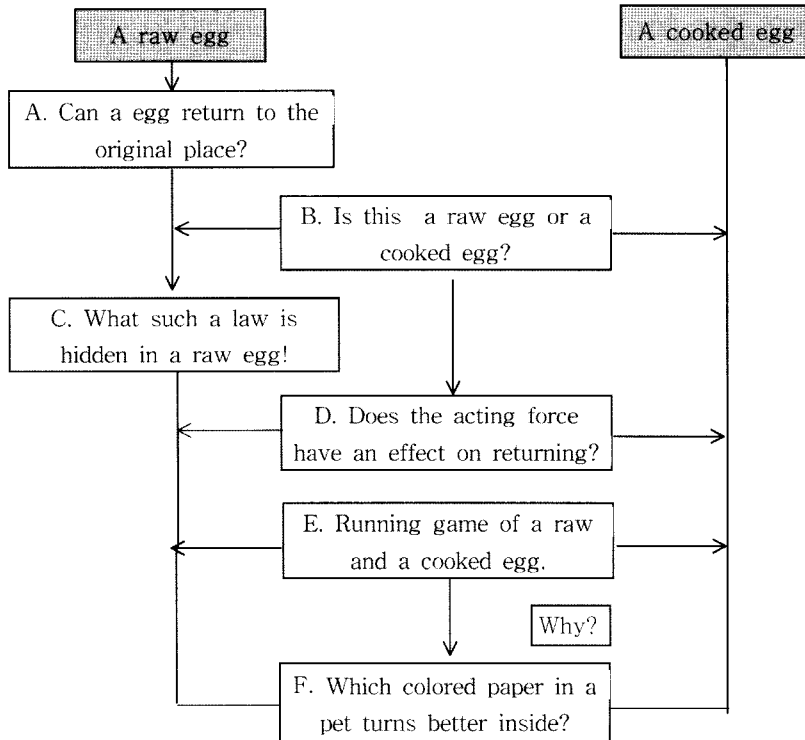 A raw egg
A cooked egg
A. Can a egg return to the
original place?
B. Is this a raw egg or a
cooked egg?
C. What such a law is
hidden in a raw egg!
D. Does the acting force
have an effect on returning?
E. Running game of a raw
and a cooked egg.
Why?
F. Which colored paper in a
pet turns better inside?